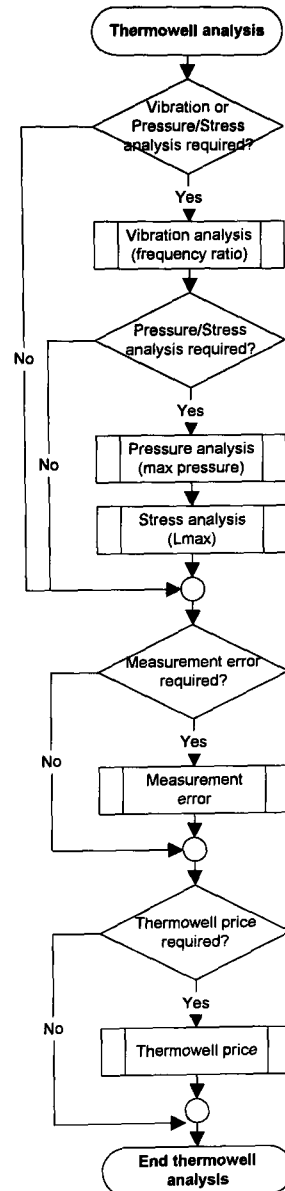 Thermowell analysis
Vibration or
Pressure/Stress
analysis required?
Yes
Vibration analysis
(frequency ratio)
Pressure/Stress
analysis required?
No
Yes
No
Pressure analysis
(max pressure)
Stress analysis
(Lmax)
Measurement error
required?
Yes
No
Measurement
error
Thermowell price
required?
Yes
No
Thermowell price
End thermowell
analysis